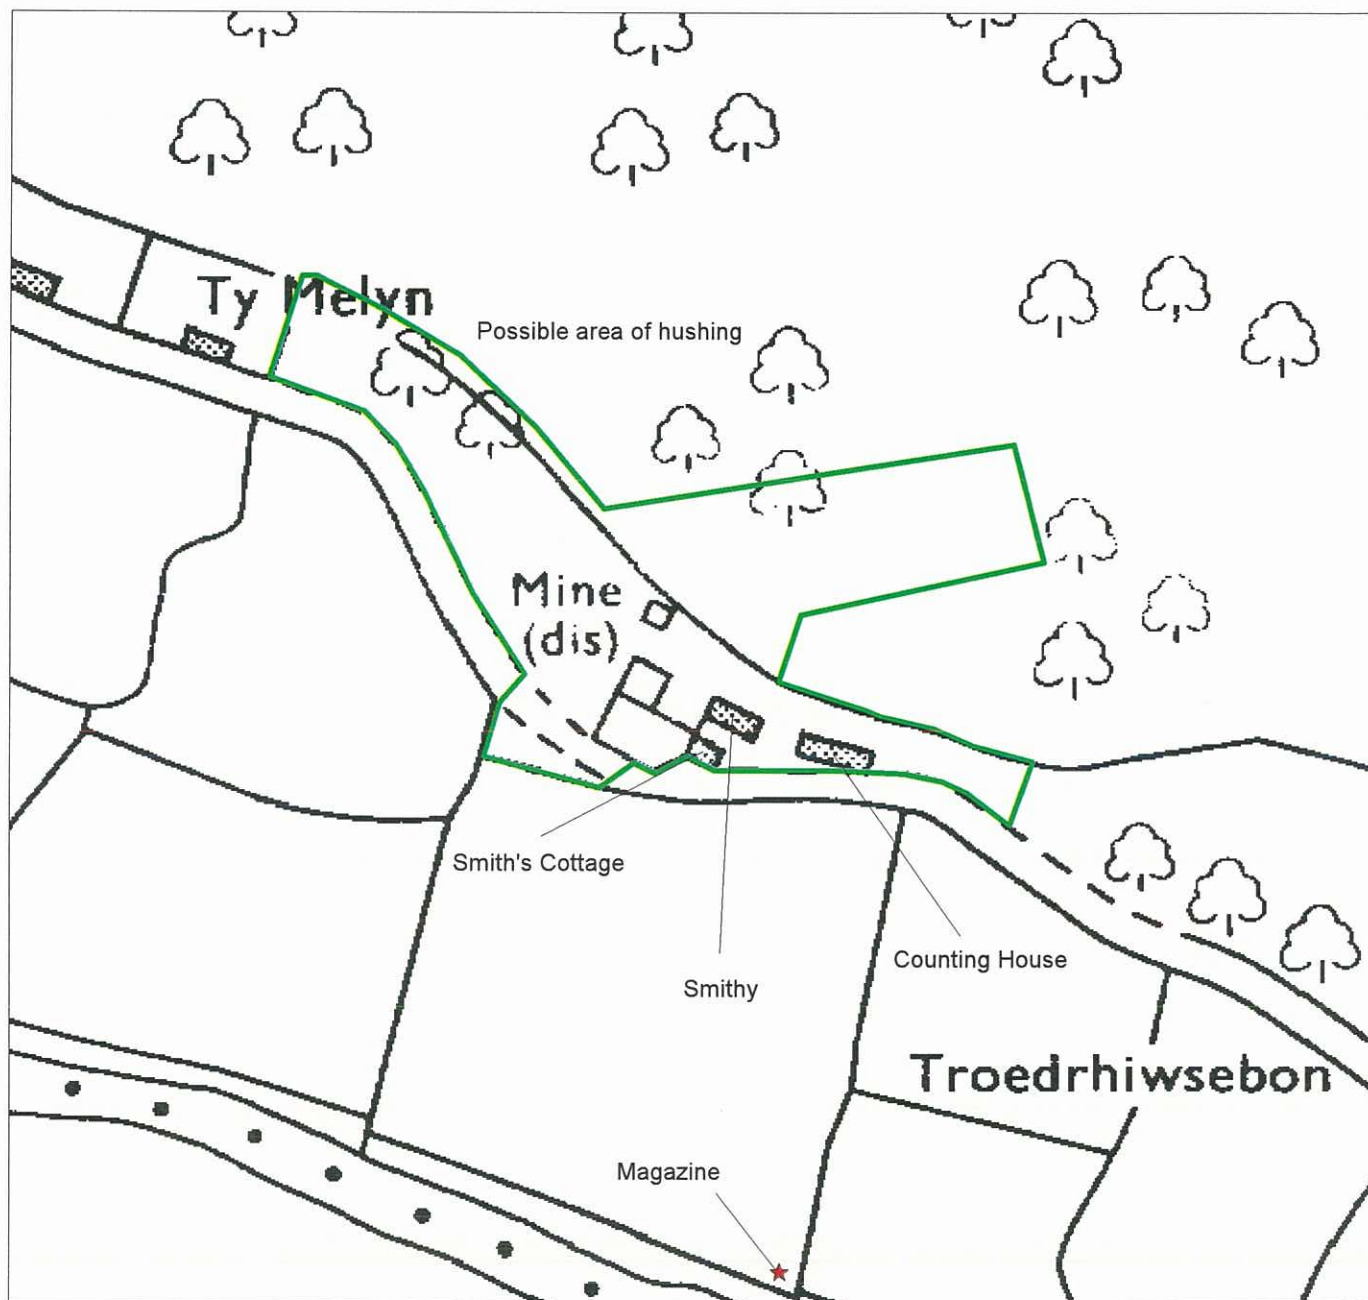 Ty Melyn
Possible area of hushing
Mine
(dis)
Smith's Cottage
Smithy
Counting House
Troedrhiwsebon
Magazine